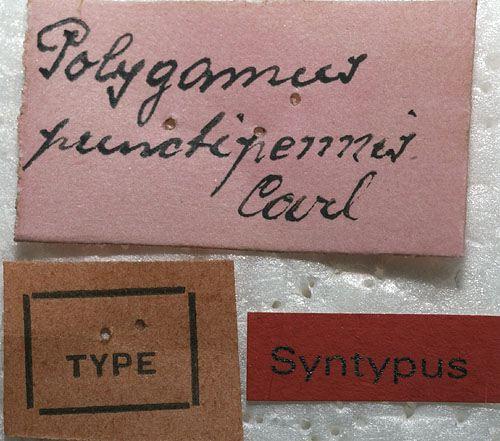 Polygamus
punctipennis.
Carl
TYPE
Syntypus